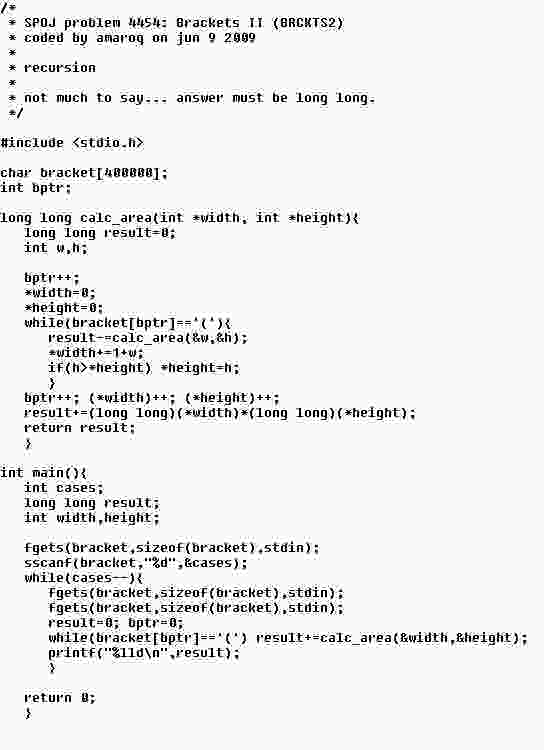 /*
 * SPOJ problem 4454: Brackets II (BRCKTS2)
 * coded by amaroq on jun 9 2009
 *
 * recursion
 *
 * not much to say... answer must be long long.
 */

#include <stdio.h>

char bracket[400000];
int bptr;

long long calc_area(int *width, int *height){
   long long result=0;
   int w,h;

   bptr++;
   *width=0;
   *height=0;
   while(bracket[bptr]=='('){
      result-=calc_area(&w,&h);
      *width+=1+w;
      if(h>*height) *height=h;
      }
   bptr++; (*width)++; (*height)++;
   result+=(long long)(*width)*(long long)(*height);
   return result;
   }

int main(){
   int cases;
   long long result;
   int width,height;

   fgets(bracket,sizeof(bracket),stdin);
   sscanf(bracket,"%d",&cases);
   while(cases--){
      fgets(bracket,sizeof(bracket),stdin);
      fgets(bracket,sizeof(bracket),stdin);
      result=0; bptr=0;
      while(bracket[bptr]=='(') result+=calc_area(&width,&height);
      printf("%lld\n",result);
      }

   return 0;
   }